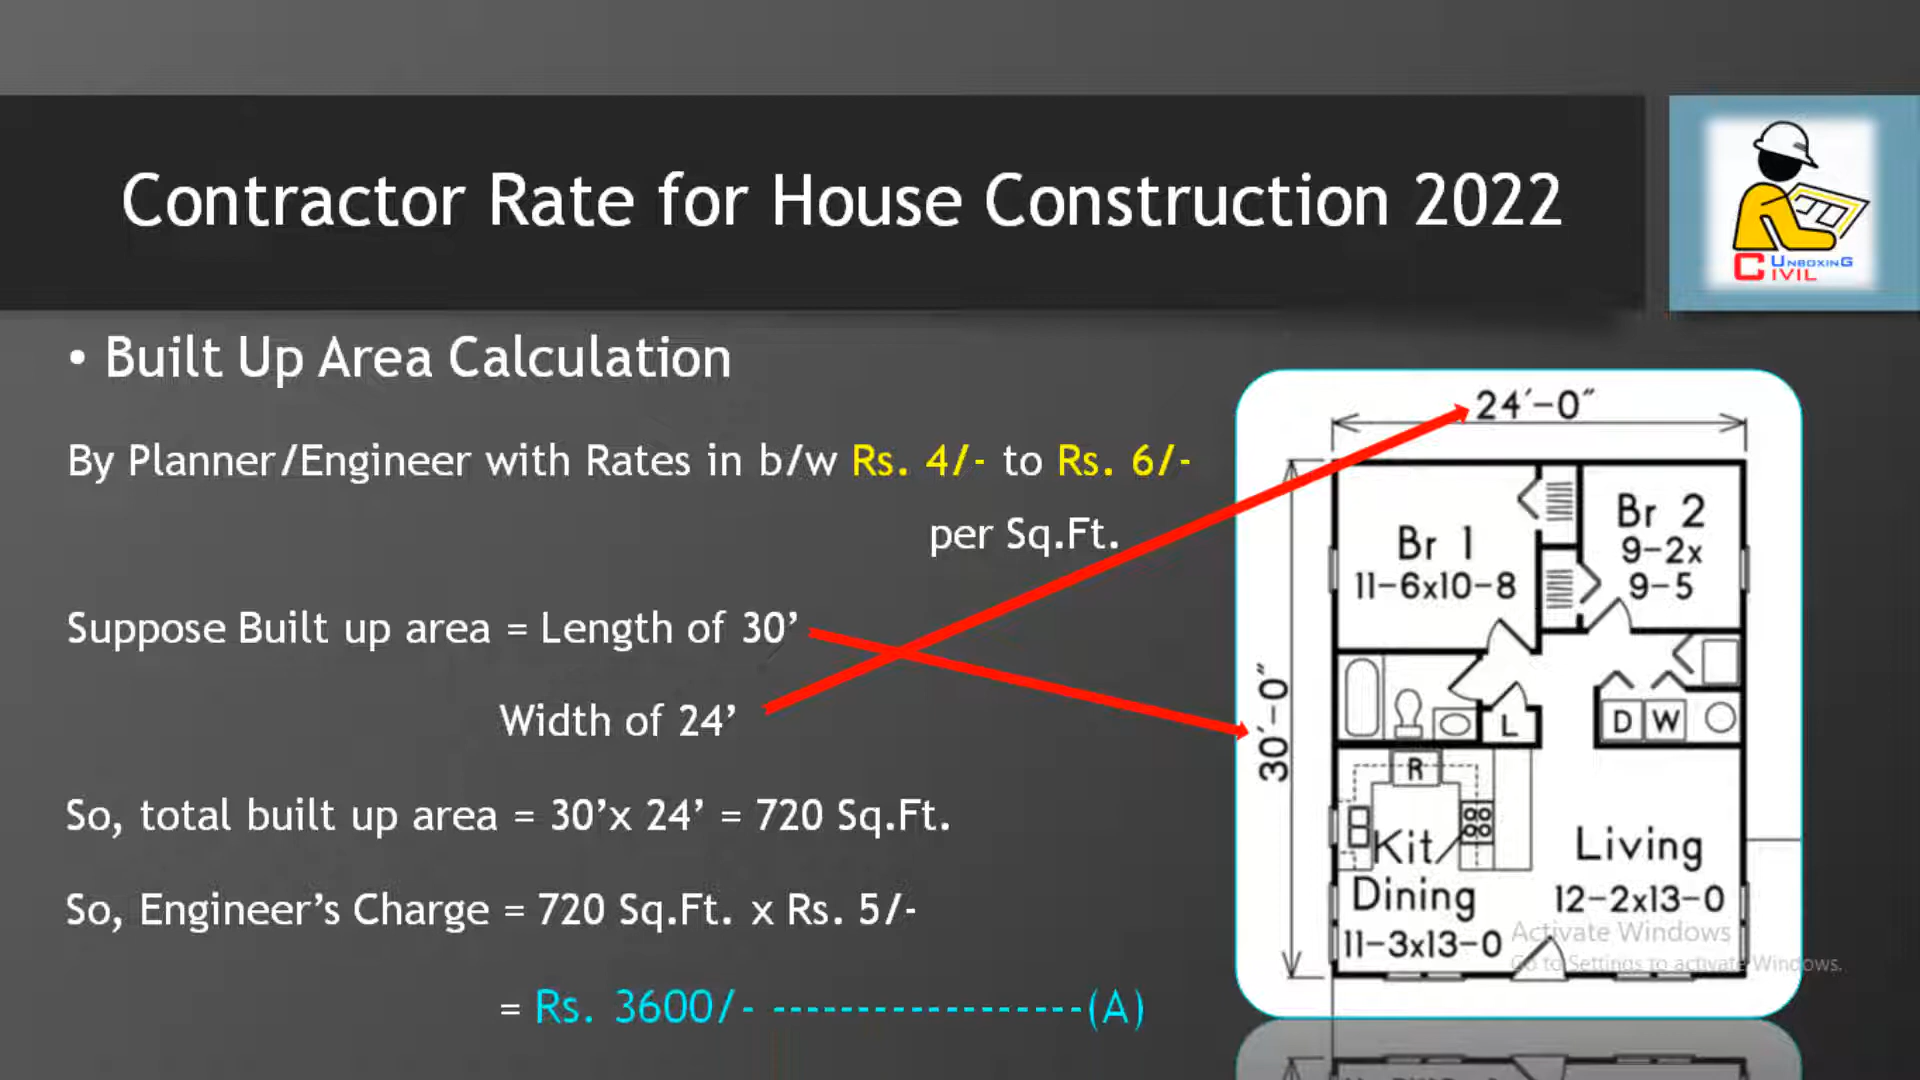 Contractor Rate for House Construction 2022
UNBOXING
CIVIL
• Built Up Area Calculation
By Planner/Engineer with Rates in b/w Rs. 4/- to Rs. 6/-
per Sq.Ft.
Suppose Built up area = Length of 30’
Width of 24’
So, total built up area = 30’x 24’ = 720 Sq.Ft.
So, Engineer’s Charge = 720 Sq.Ft. x Rs. 5/-
= Rs. 3600/- -------------------(A)
24′-0″
30′-0″
Br 1
11-6x10-8
Br 2
9-2x
9-5
L
D W
R
Kit/
Dining
11-3x13-0
Living
12-2x13-0
Activate Windows
Go to Settings to activate Windows.